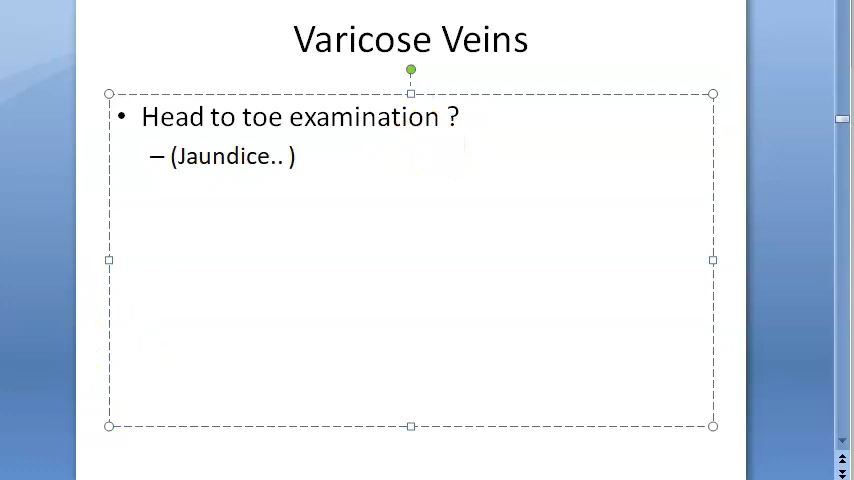 Varicose Veins
• Head to toe examination ?
– (Jaundice.. )